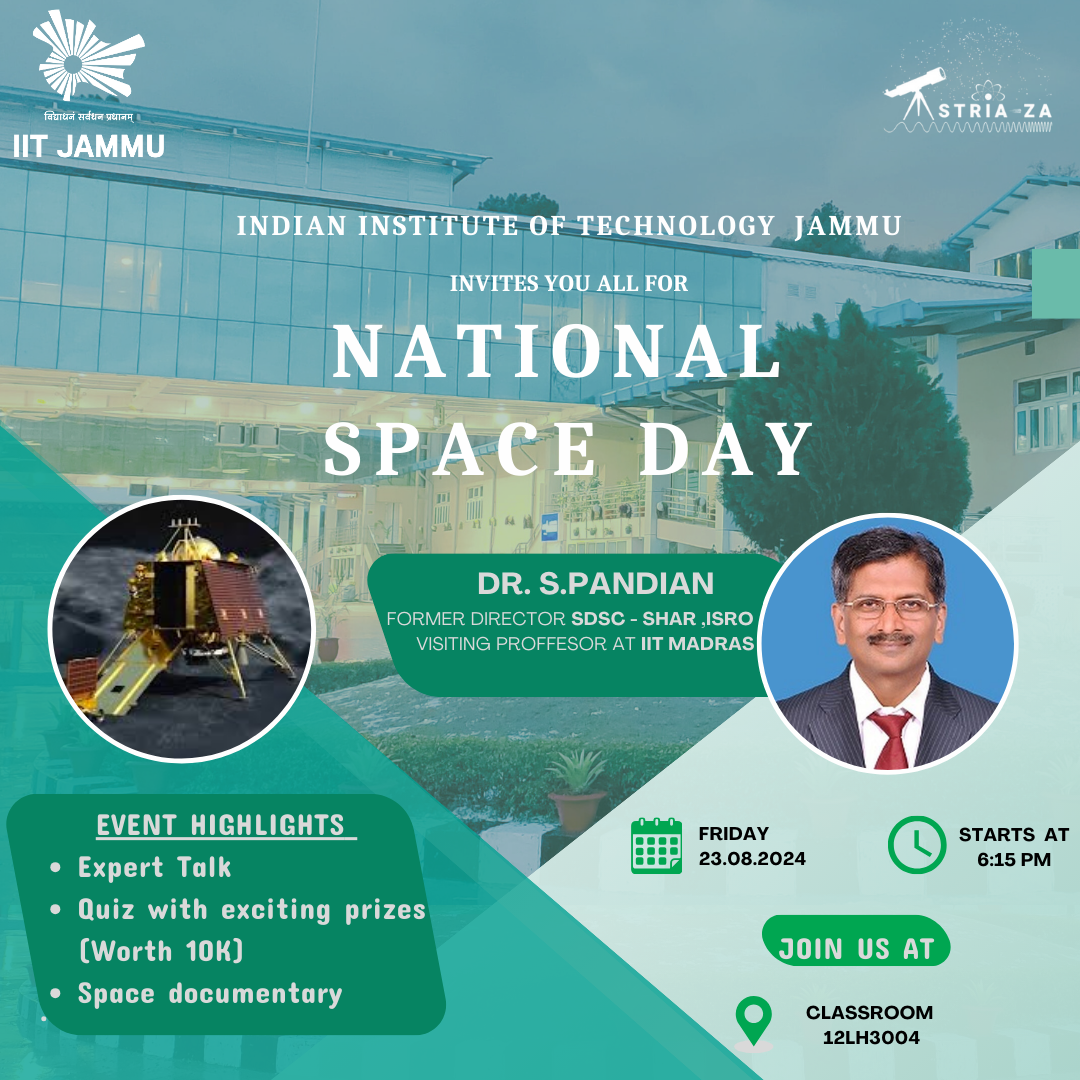 विद्याधनं सर्वधन प्रधानम्
IIT JAMMU
STRIA-ZA
INDIAN INSTITUTE OF TECHNOLOGY JAMMU
INVITES YOU ALL FOR
NATIONAL
SPACE DAY
DR. S.PANDIAN
FORMER DIRECTOR SDSC - SHAR ,ISRO
VISITING PROFFESOR AT IIT MADRAS
EVENT HIGHLIGHTS
• Expert Talk
• Quiz with exciting prizes
(Worth 10K)
• Space documentary
FRIDAY
23.08.2024
STARTS AT
6:15 PM
JOIN US AT
CLASSROOM
12LH3004